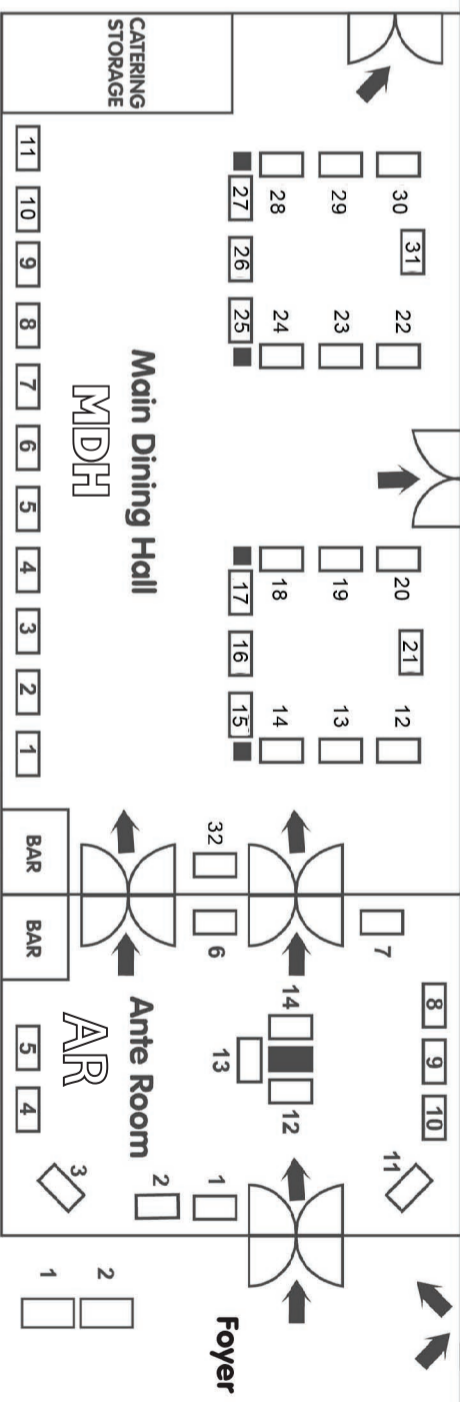 CATERING
STORAGE
30 22
31
29 23
28 24
27 26 25
20 12
21
19 13
18 14
17 16 15
Main Dining Hall
MDH
11 10 9 8 7 6 5 4 3 2 1
32
BAR
BAR
7
8 9 10
11
14 12
13
6
1
2
Ante Room
AR
3
5 4
Foyer
2
1